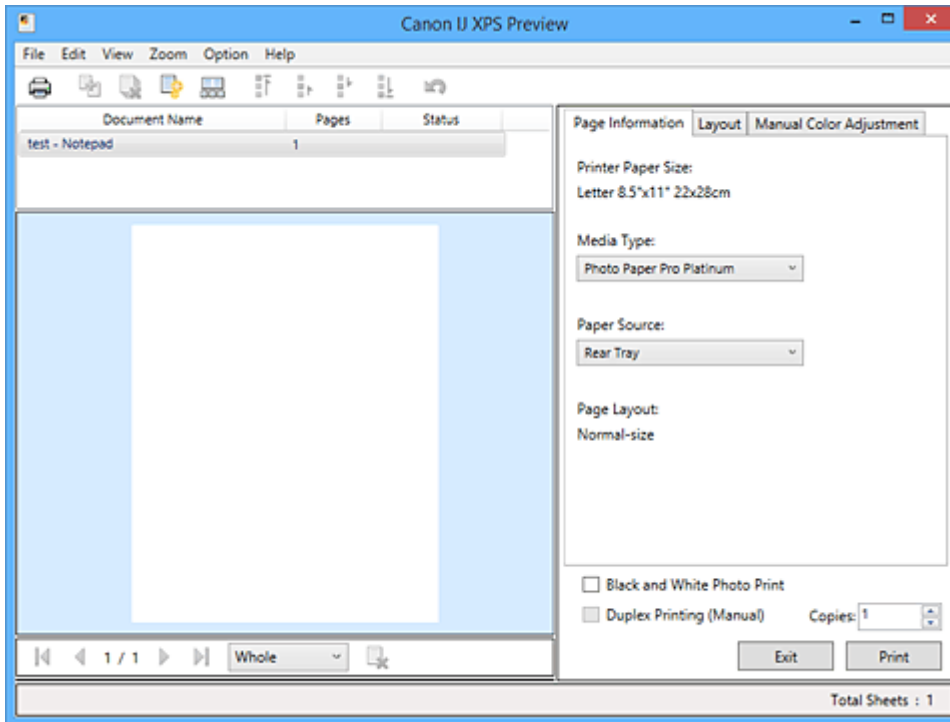 Canon IJ XPS Preview
File Edit View Zoom Option Help
Document Name Pages Status
test - Notepad 1
Page Information Layout Manual Color Adjustment
Printer Paper Size:
Letter 8.5"x11" 22x28cm
Media Type:
Photo Paper Pro Platinum
Paper Source:
Rear Tray
Page Layout:
Normal-size
Black and White Photo Print
Duplex Printing (Manual) Copies: 1
1 / 1 Whole
Exit Print
Total Sheets : 1